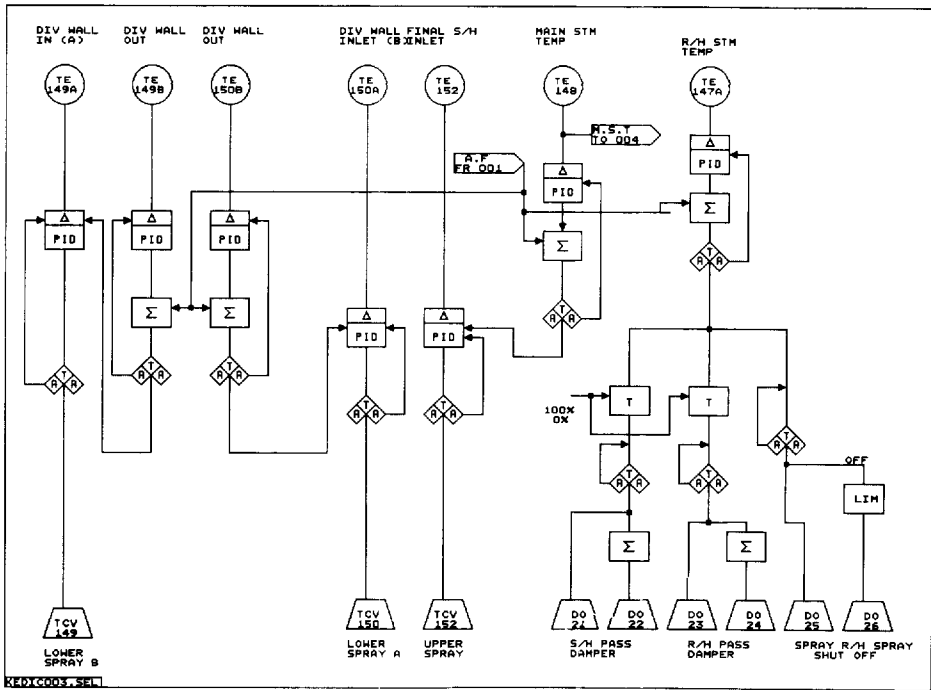 DIV WALL IN (A)
DIV WALL OUT
DIV WALL OUT
DIV WALL INLET (B)
FINAL S/H INLET
MAIN STM TEMP
R/H STM TEMP
TE 149A
TE 149B
TE 150B
TE 150A
TE 152
TE 148
TE 147A
M.S.T TO 004
A.F FR 001
Δ PID
Δ PID
Σ
Σ
Δ PID
Δ PID
Δ PID
Σ
Σ
Δ PID
Δ PID
T
A A
T
A A
Σ
Σ
T
A A
T
A A
T
A A
T
A A
T
A A
100%
0%
T
T
T
A A
OFF
T
A A
T
A A
LIM
Σ
Σ
TCV 149
TCV 150
TCV 152
DO 21
DO 22
DO 23
DO 24
DO 25
DO 26
LOWER SPRAY B
LOWER SPRAY A
UPPER SPRAY
S/H PASS DAMPER
R/H PASS DAMPER
SPRAY R/H SPRAY SHUT OFF
KEDIC003.SEL